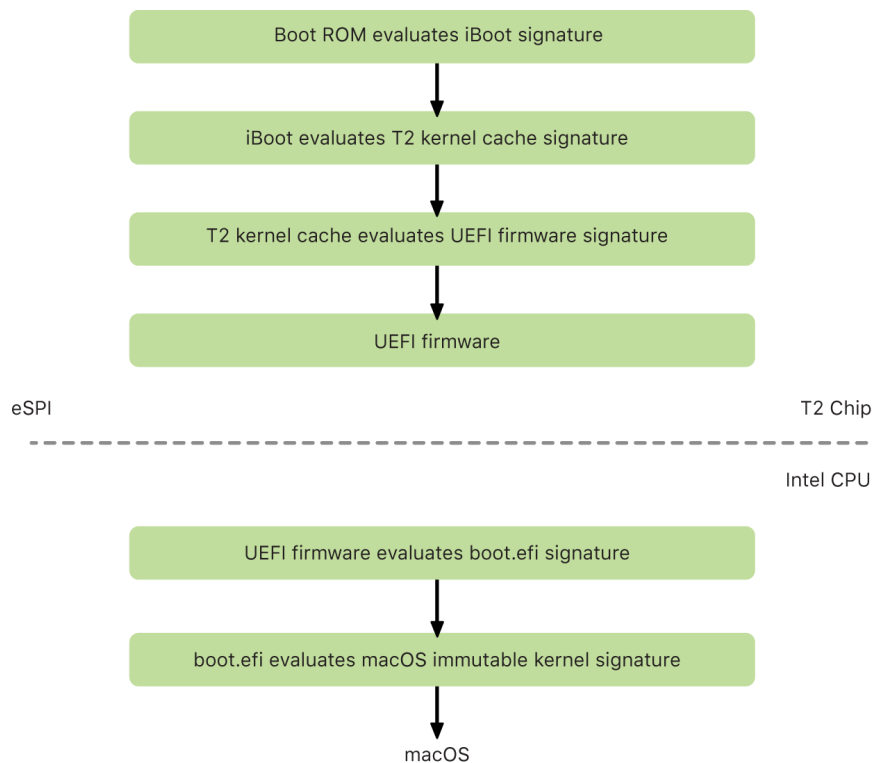 Boot ROM evaluates iBoot signature
iBoot evaluates T2 kernel cache signature
T2 kernel cache evaluates UEFI firmware signature
UEFI firmware
eSPI
T2 Chip
Intel CPU
UEFI firmware evaluates boot.efi signature
boot.efi evaluates macOS immutable kernel signature
macOS